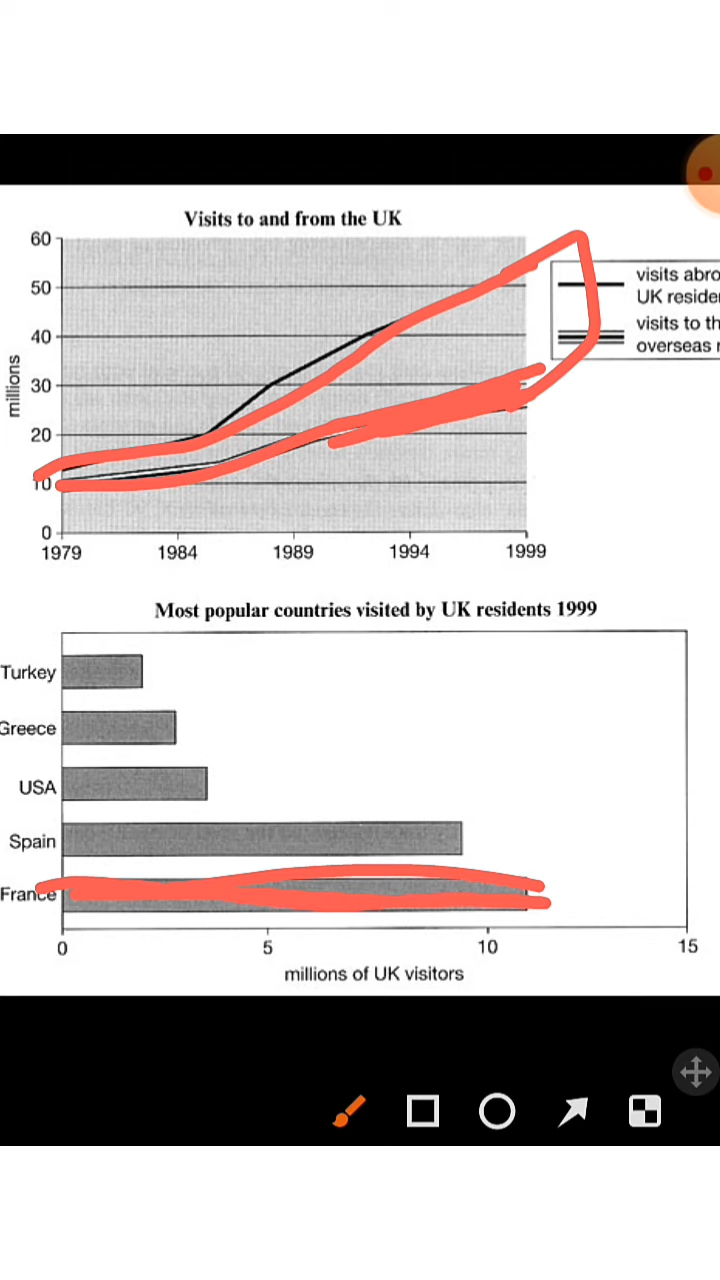 Visits to and from the UK
60
50
40
30
20
10
0
millions
1979 1984 1989 1994 1999
visits abro
UK reside
visits to th
overseas r
Most popular countries visited by UK residents 1999
Turkey
Greece
USA
Spain
France
0 5 10 15
millions of UK visitors